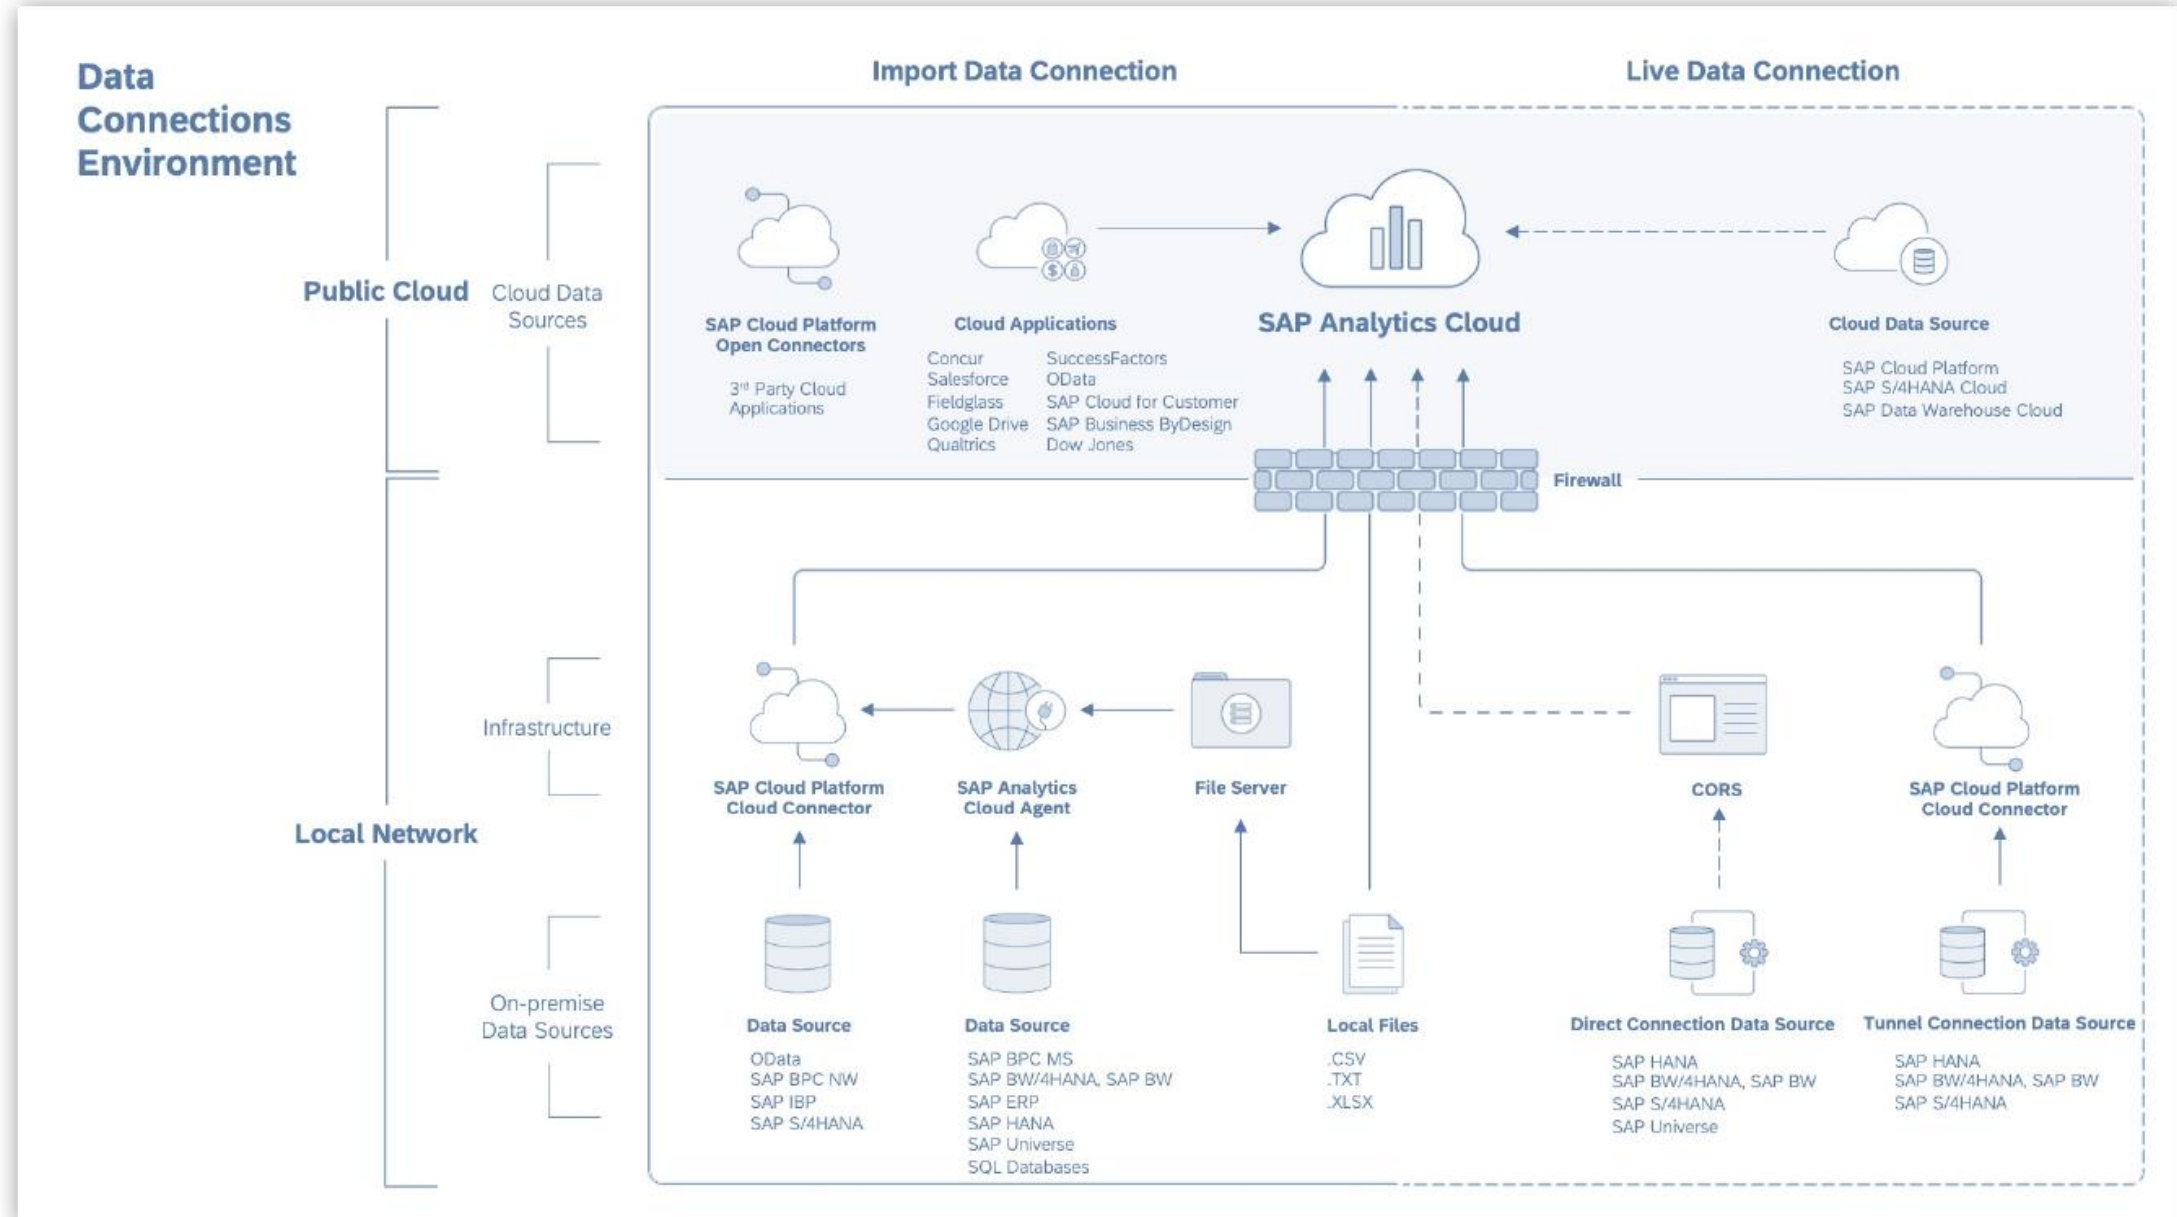 Data
Connections
Environment
Import Data Connection
Live Data Connection
Public Cloud
Cloud Data
Sources
SAP Cloud Platform
Open Connectors
3rd Party Cloud
Applications
Cloud Applications
Concur
Salesforce
Fieldglass
Google Drive
Qualtrics
SuccessFactors
OData
SAP Cloud for Customer
SAP Business ByDesign
Dow Jones
SAP Analytics Cloud
Cloud Data Source
SAP Cloud Platform
SAP S/4HANA Cloud
SAP Data Warehouse Cloud
Firewall
Local Network
Infrastructure
SAP Cloud Platform
Cloud Connector
SAP Analytics
Cloud Agent
File Server
CORS
SAP Cloud Platform
Cloud Connector
On-premise
Data Sources
Data Source
OData
SAP BPC NW
SAP IBP
SAP S/4HANA
Data Source
SAP BPC MS
SAP BW/4HANA, SAP BW
SAP ERP
SAP HANA
SAP Universe
SQL Databases
Local Files
.CSV
.TXT
.XLSX
Direct Connection Data Source
SAP HANA
SAP BW/4HANA, SAP BW
SAP S/4HANA
SAP Universe
Tunnel Connection Data Source
SAP HANA
SAP BW/4HANA, SAP BW
SAP S/4HANA